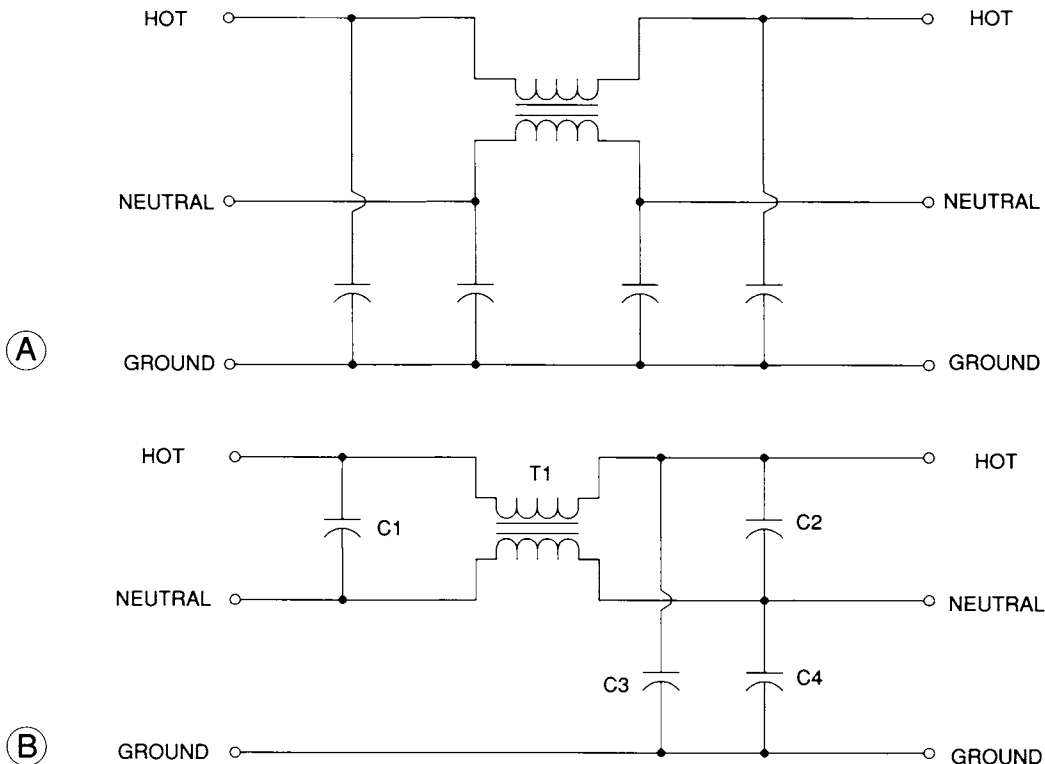 HOT
HOT
NEUTRAL
NEUTRAL
A
GROUND
GROUND
HOT
T1
HOT
C1
C2
NEUTRAL
NEUTRAL
C3
C4
B
GROUND
GROUND